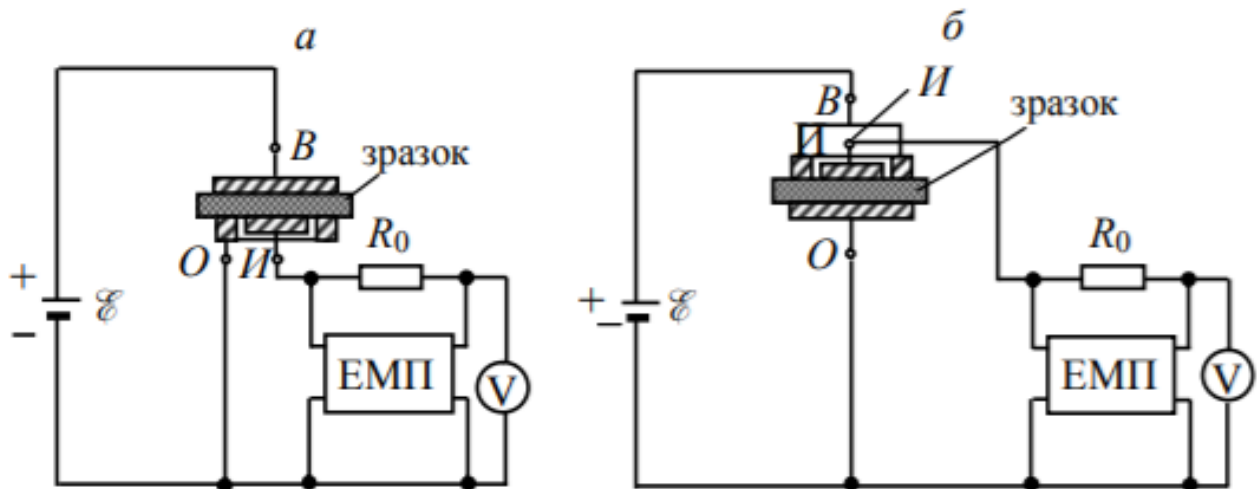 а
В
зразок
О
И
R₀
+
−
ℰ
ЕМП
V
б
В
И
И
зразок
О
R₀
+
−
ℰ
ЕМП
V